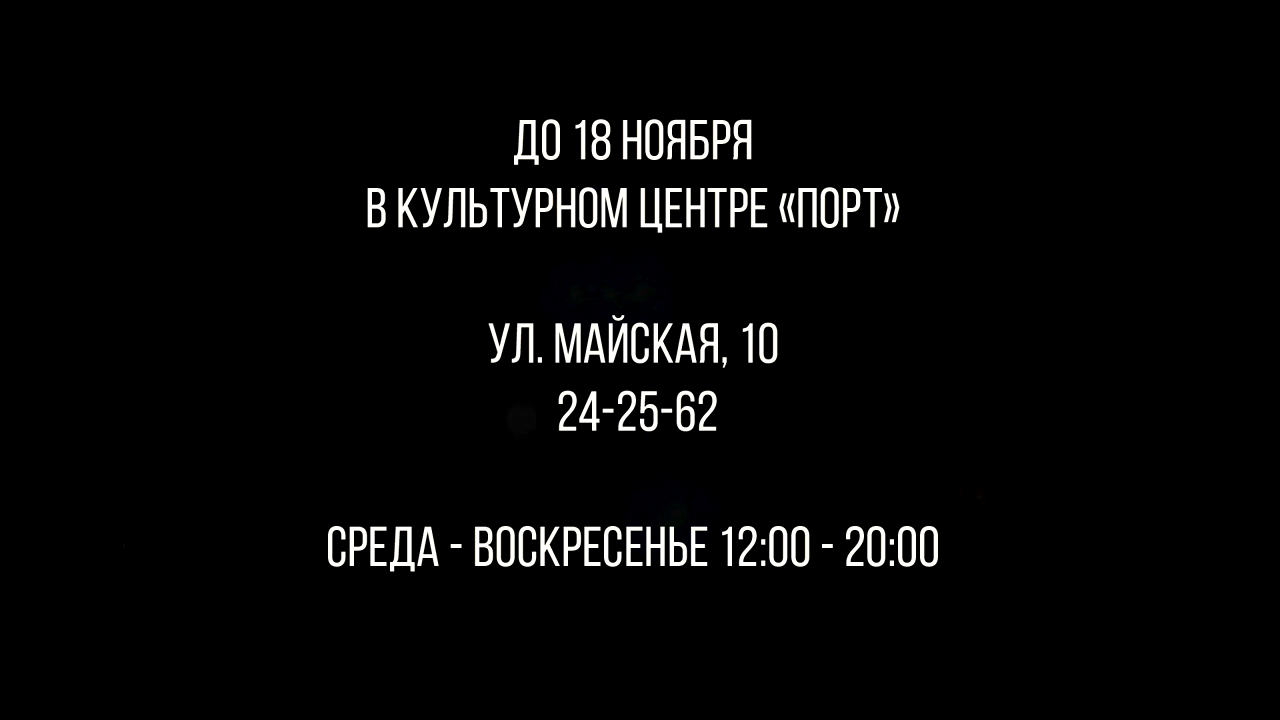 ДО 18 НОЯБРЯ
В КУЛЬТУРНОМ ЦЕНТРЕ «ПОРТ»
УЛ. МАЙСКАЯ, 10
24-25-62
СРЕДА - ВОСКРЕСЕНЬЕ 12:00 - 20:00